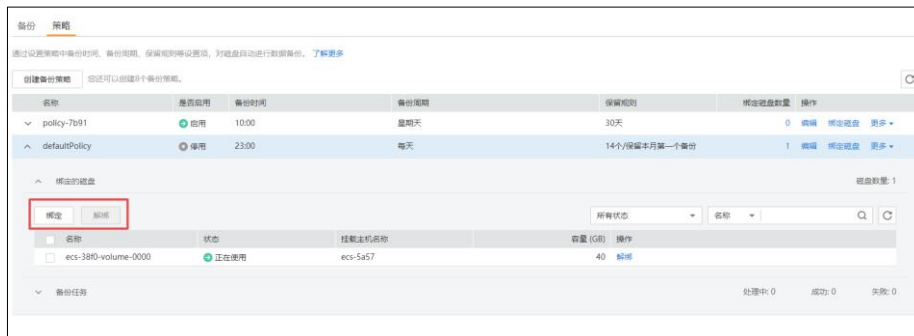 备份 策略
通过设置策略中备份时间、备份周期、保留规则等设置项，对磁盘自动进行数据备份。 了解更多
创建备份策略 您还可以创建8个备份策略。
名称 是否启用 备份时间 备份周期 保留规则 绑定磁盘数量 操作
policy-7b91 启用 10:00 星期天 30天 0 编辑 绑定磁盘 更多
defaultPolicy 停用 23:00 每天 14个/保留本月第一个备份 1 编辑 绑定磁盘 更多
绑定的磁盘 磁盘数量: 1
绑定 解绑 所有状态 名称
名称 状态 挂载主机名称 容量 (GB) 操作
ecs-38f0-volume-0000 正在使用 ecs-5a57 40 解绑
备份任务 处理中: 0 成功: 0 失败: 0